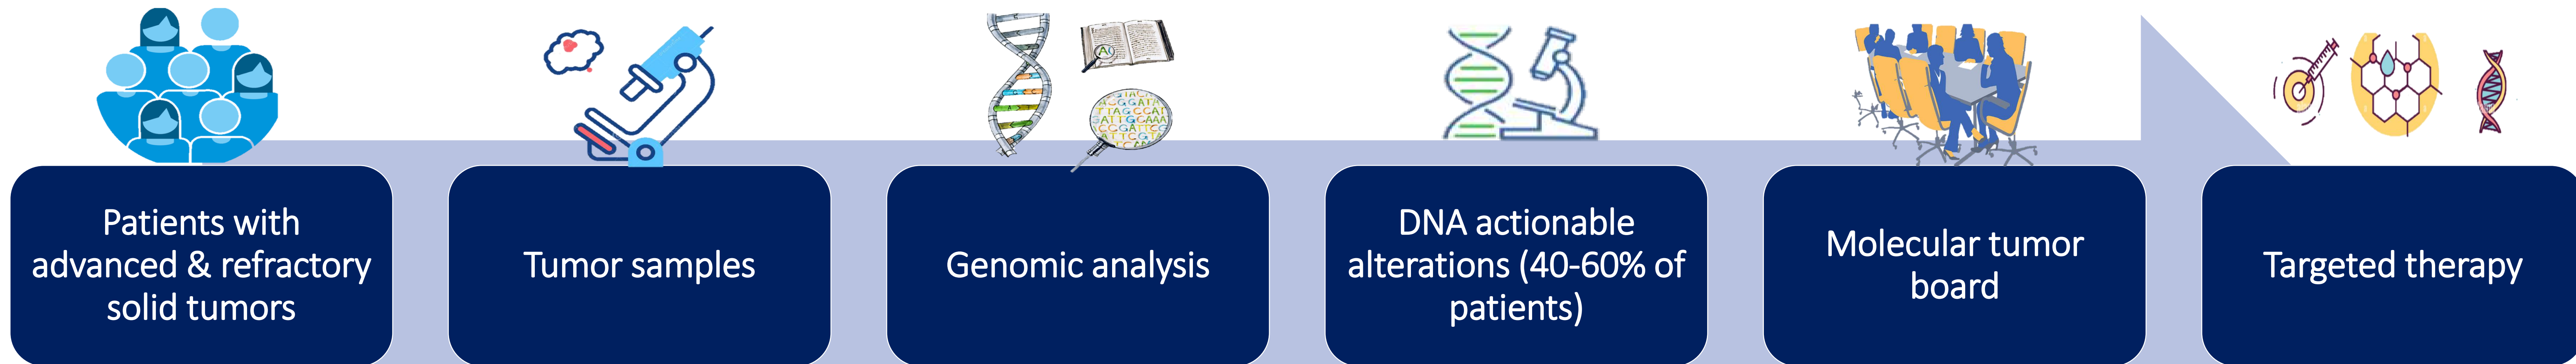 Patients with
advanced & refractory
solid tumors
Tumor samples
Genomic analysis
DNA actionable
alterations (40-60% of
patients)
Molecular tumor
board
Targeted therapy